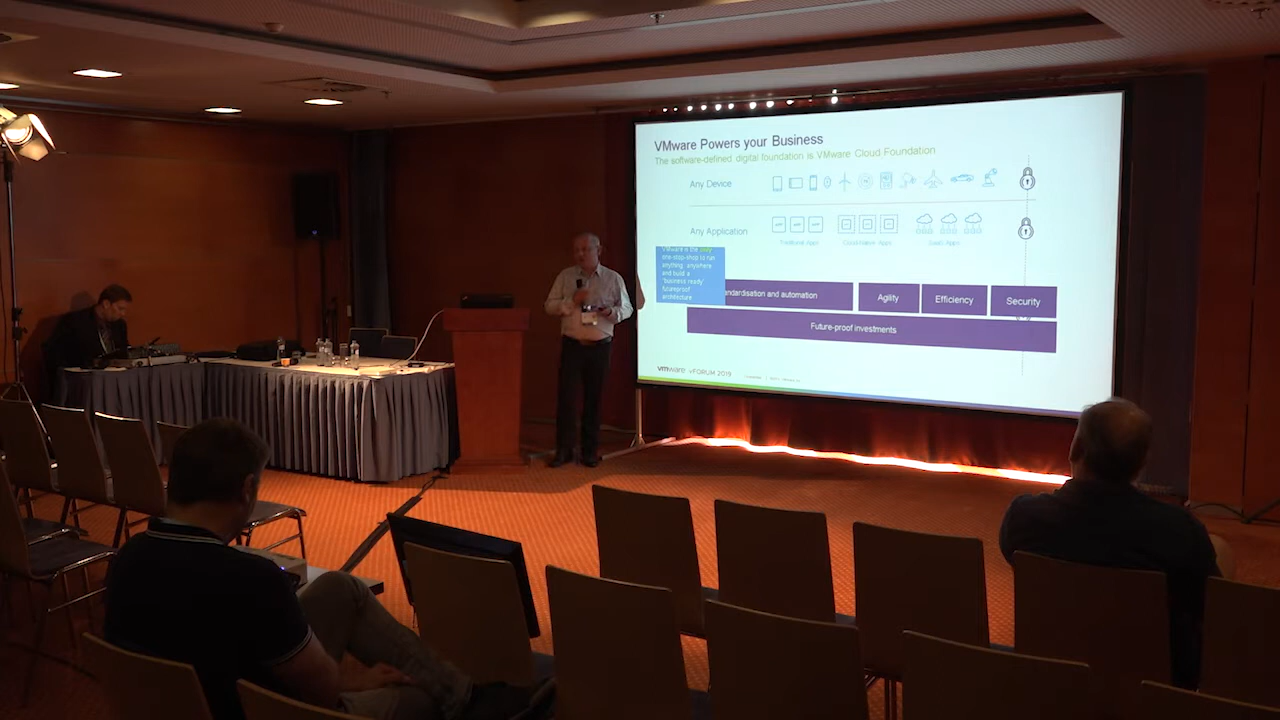 VMware Powers your Business
The software-defined digital foundation is VMware Cloud Foundation
Any Device
Any Application
Traditional Apps
Cloud-Native Apps
SaaS Apps
VMware is the only
one-stop-shop to run
anything, anywhere
and build a
'business ready'
futureproof
architecture
ndardisation and automation
Agility
Efficiency
Security
Future-proof investments
vmware vFORUM 2019